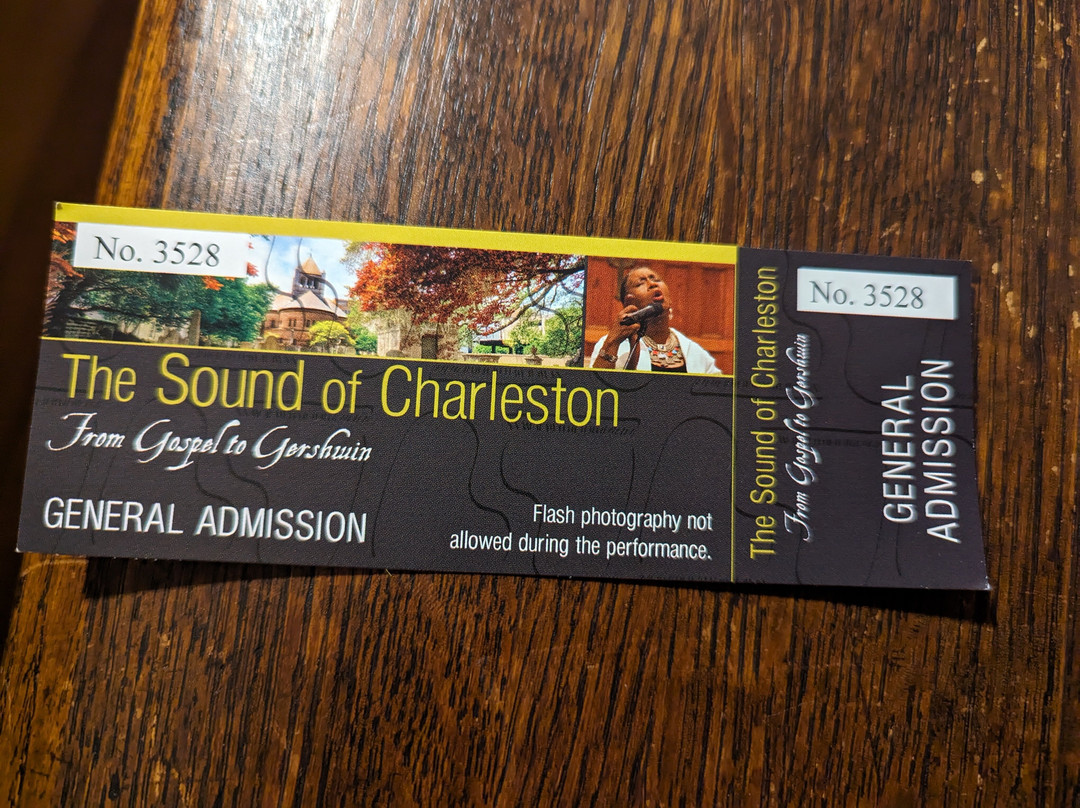 No. 3528
The Sound of Charleston
From Gospel to Gershwin
GENERAL ADMISSION
Flash photography not
allowed during the performance.
The Sound of Charleston
From Gospel to Gershwin
No. 3528
GENERAL
ADMISSION